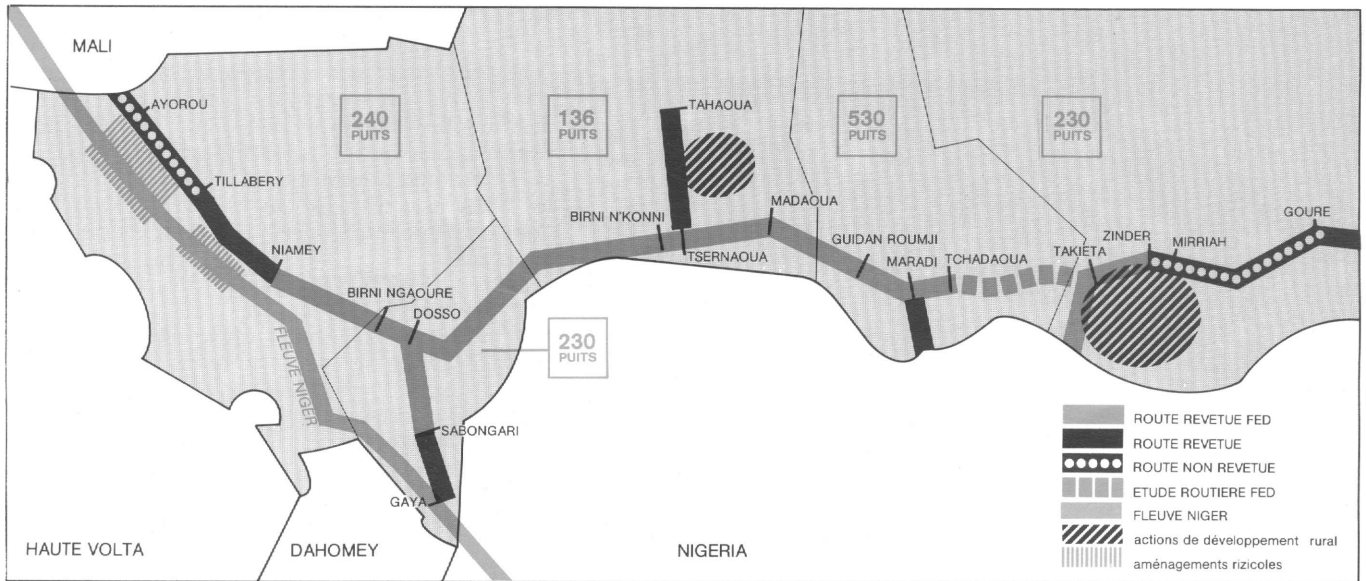 MALI
AYOROU
240
PUITS
136
PUITS
TAHAOUA
530
PUITS
230
PUITS
TILLABERY
NIAMEY
BIRNI N'KONNI
MADAOUA
TSERNAOUA
GUIDAN ROUMJI
MARADI
TCHADAOUA
TAKIETA
ZINDER
MIRRIAH
GOURE
BIRNI NGAOURE
DOSSO
230
PUITS
FLEUVE NIGER
SABONGARI
GAYA
HAUTE VOLTA
DAHOMEY
NIGERIA
ROUTE REVETUE FED
ROUTE REVETUE
ROUTE NON REVETUE
ETUDE ROUTIERE FED
FLEUVE NIGER
actions de développement rural
aménagements rizicoles